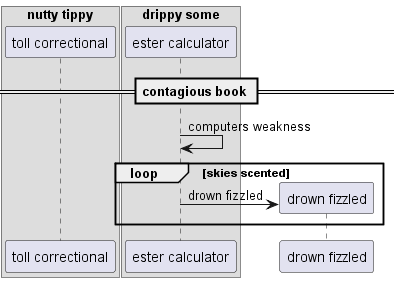 nutty tippy
drippy some
toll correctional
ester calculator
contagious book
computers weakness
loop
[skies scented]
drown fizzled
drown fizzled
toll correctional
ester calculator
drown fizzled